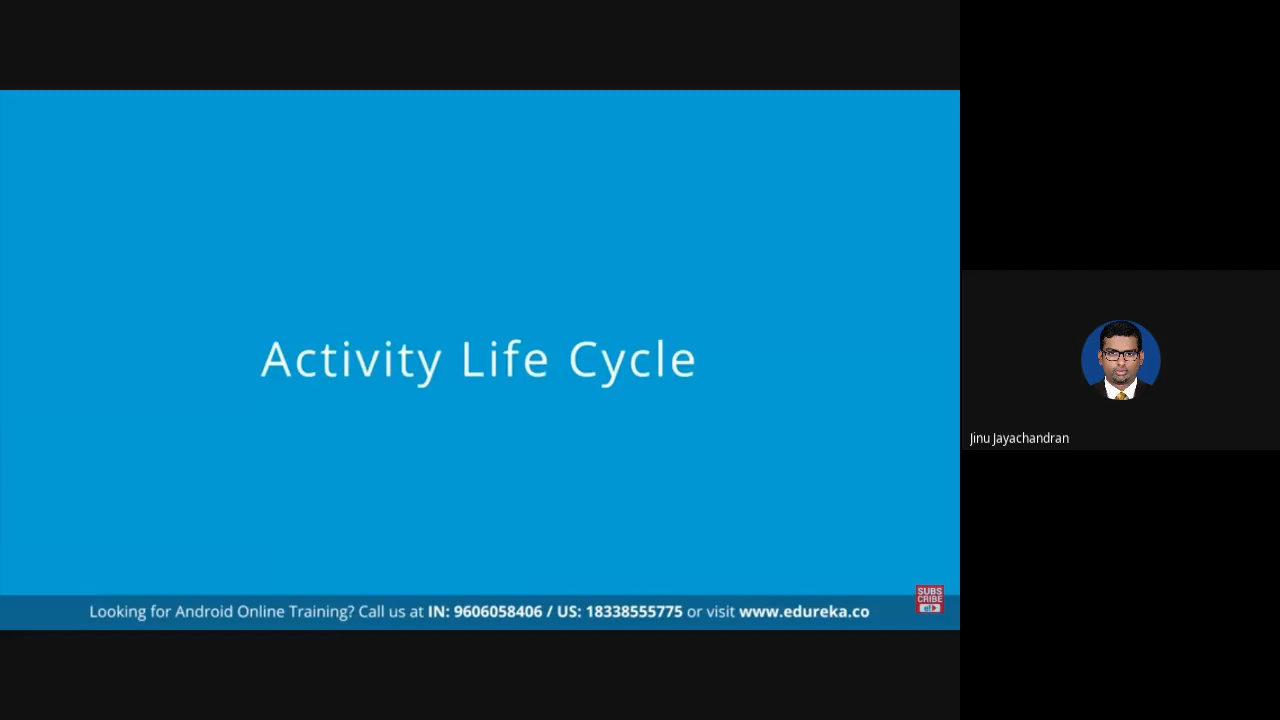 Activity Life Cycle
Looking for Android Online Training? Call us at IN: 9606058406 / US: 18338555775 or visit www.edureka.co
SUBS
CRIBE
e!
Jinu Jayachandran